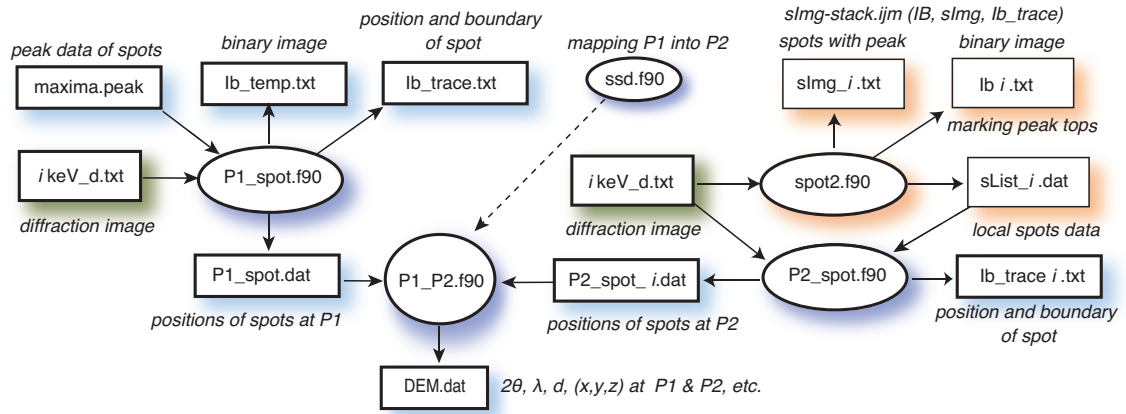 sImg-stack.ijm (IB, sImg, Ib_trace)
position and boundary
of spot
peak data of spots
binary image
mapping P1 into P2
spots with peak
binary image
maxima.peak
Ib_temp.txt
Ib_trace.txt
ssd.f90
sImg_i .txt
Ib i .txt
marking peak tops
i keV_d.txt
P1_spot.f90
i keV_d.txt
spot2.f90
sList_i .dat
diffraction image
diffraction image
local spots data
P1_spot.dat
P1_P2.f90
P2_spot_ i.dat
P2_spot.f90
Ib_trace i .txt
positions of spots at P1
positions of spots at P2
position and boundary
of spot
DEM.dat
2θ, λ, d, (x,y,z) at P1 & P2, etc.